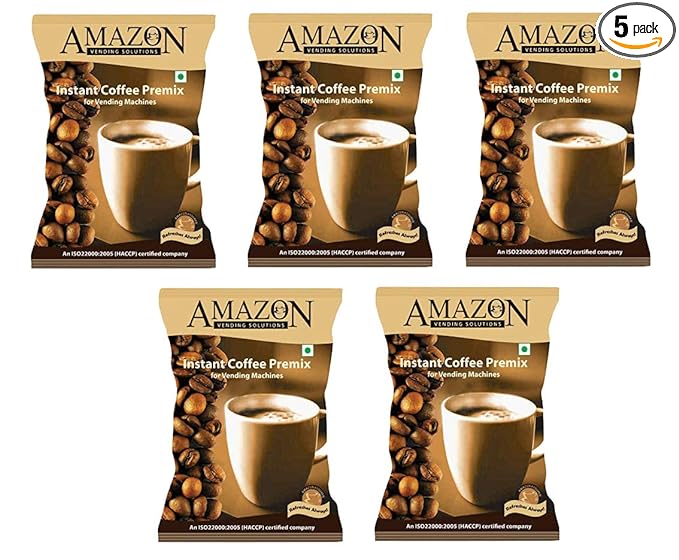 5 pack
AMAZON
VENDING SOLUTIONS
Instant Coffee Premix
for Vending Machines
Refreshes Always!
An ISO22000:2005 (HACCP) certified company
AMAZON
VENDING SOLUTIONS
Instant Coffee Premix
for Vending Machines
Refreshes Always!
An ISO22000:2005 (HACCP) certified company
AMAZON
VENDING SOLUTIONS
Instant Coffee Premix
for Vending Machines
Refreshes Always!
An ISO22000:2005 (HACCP) certified company
AMAZON
VENDING SOLUTIONS
Instant Coffee Premix
for Vending Machines
Refreshes Always!
An ISO22000:2005 (HACCP) certified company
AMAZON
VENDING SOLUTIONS
Instant Coffee Premix
for Vending Machines
Refreshes Always!
An ISO22000:2005 (HACCP) certified company